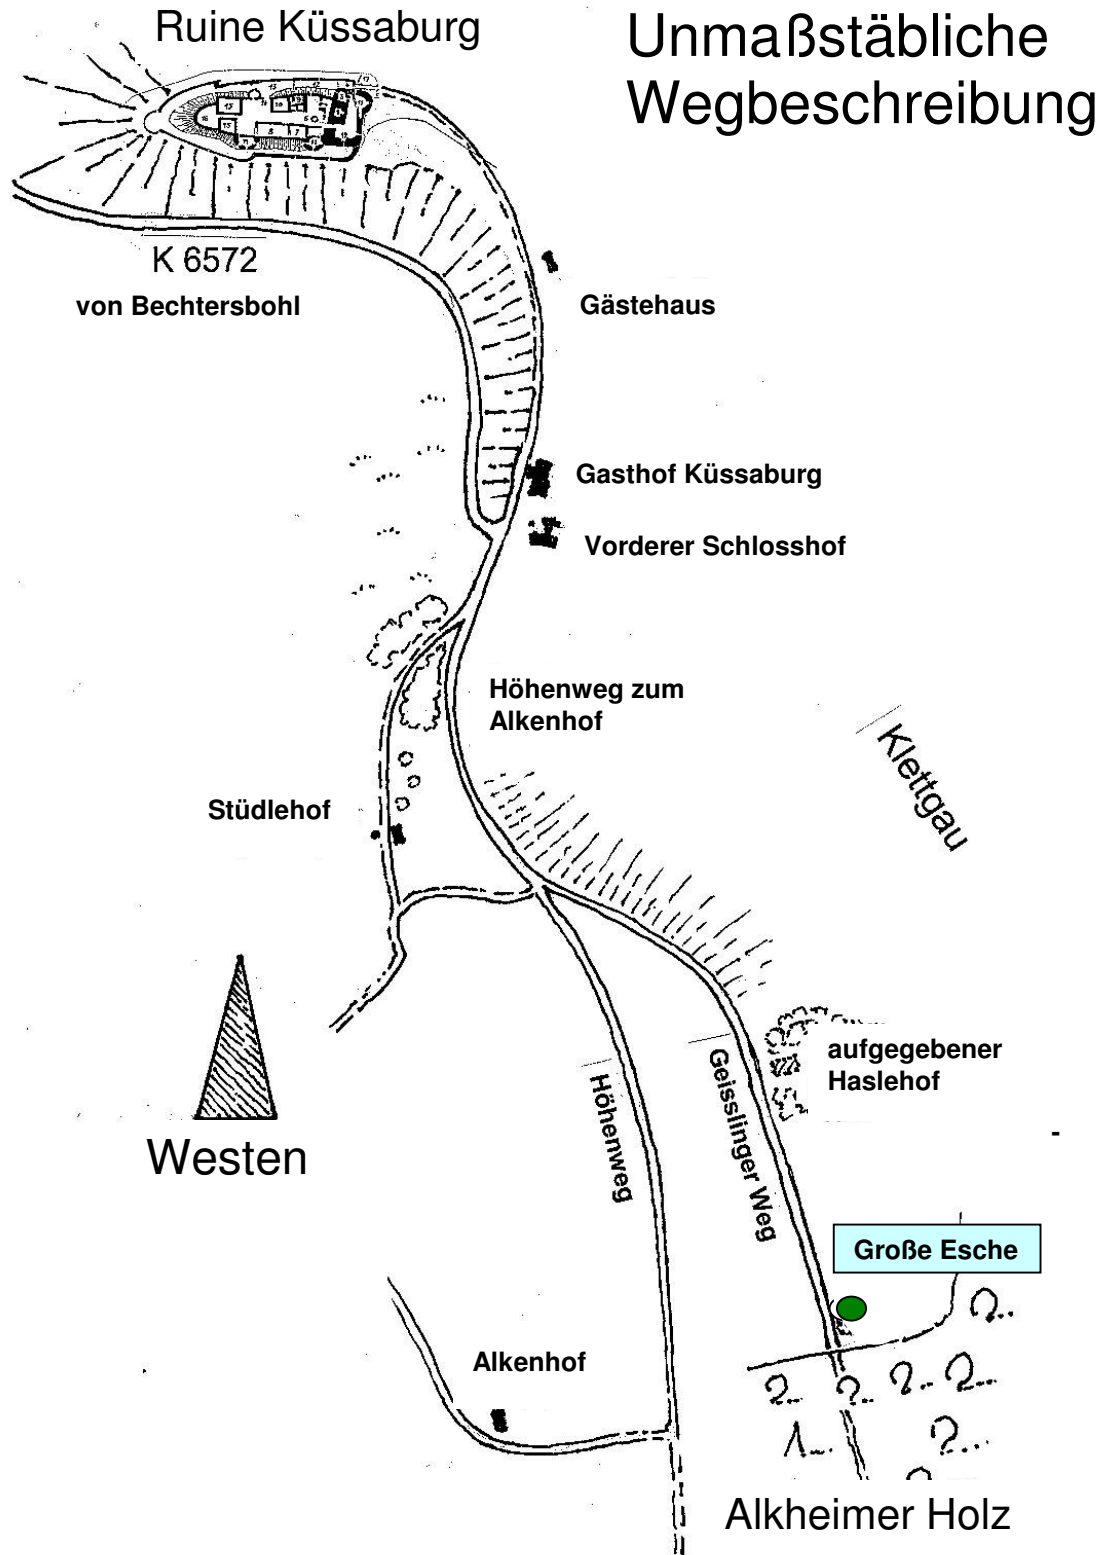 Ruine Küssaburg
Unmaßstäbliche
Wegbeschreibung
K 6572
von Bechtersbohl
Gästehaus
Gasthof Küssaburg
Vorderer Schlosshof
Höhenweg zum
Alkenhof
Klettgau
Stüdlehof
aufgegebener
Haslehof
Höhenweg
Geisslinger Weg
Westen
Große Esche
Alkenhof
Alkheimer Holz